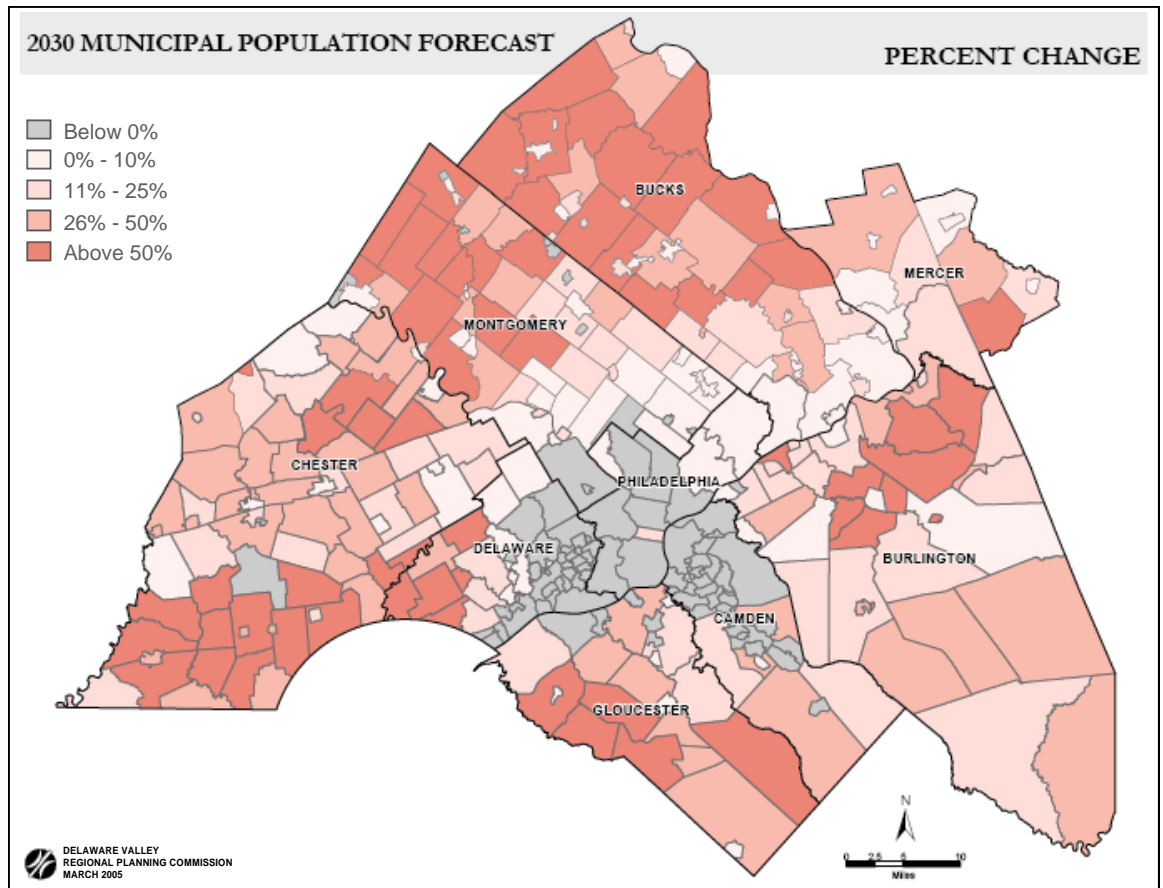 2030 MUNICIPAL POPULATION FORECAST
PERCENT CHANGE
Below 0%
0% - 10%
11% - 25%
26% - 50%
Above 50%
BUCKS
MERCER
MONTGOMERY
CHESTER
PHILADELPHIA
DELAWARE
BURLINGTON
CAMDEN
GLOUCESTER
N
0 2.5 5 10
Miles
DELAWARE VALLEY
REGIONAL PLANNING COMMISSION
MARCH 2005